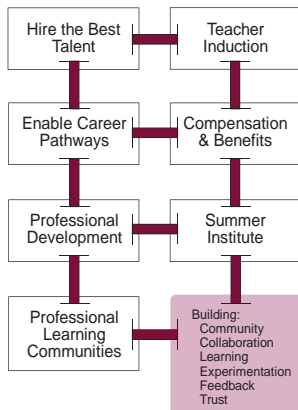 Hire the Best
Talent
Teacher
Induction
Enable Career
Pathways
Compensation
& Benefits
Professional
Development
Summer
Institute
Professional
Learning
Communities
Building:
Community
Collaboration
Learning
Experimentation
Feedback
Trust